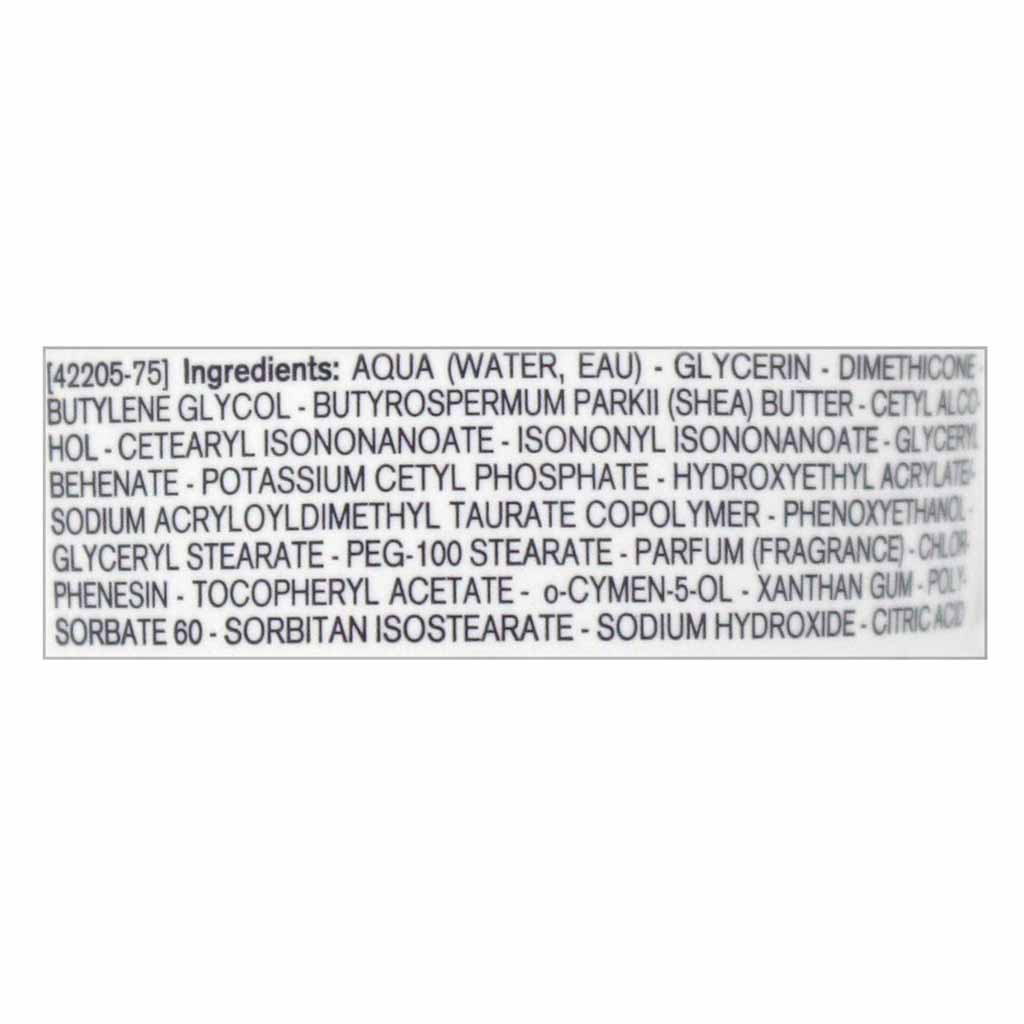 [42205-75] Ingredients: AQUA (WATER, EAU) - GLYCERIN - DIMETHICONE -
BUTYLENE GLYCOL - BUTYROSPERMUM PARKII (SHEA) BUTTER - CETYL ALCO-
HOL - CETEARYL ISONONANOATE - ISONONYL ISONONANOATE - GLYCERYL
BEHENATE - POTASSIUM CETYL PHOSPHATE - HYDROXYETHYL ACRYLATE/
SODIUM ACRYLOYLDIMETHYL TAURATE COPOLYMER - PHENOXYETHANOL -
GLYCERYL STEARATE - PEG-100 STEARATE - PARFUM (FRAGRANCE) - CHLOR-
PHENESIN - TOCOPHERYL ACETATE - o-CYMEN-5-OL - XANTHAN GUM - POLY-
SORBATE 60 - SORBITAN ISOSTEARATE - SODIUM HYDROXIDE - CITRIC ACID